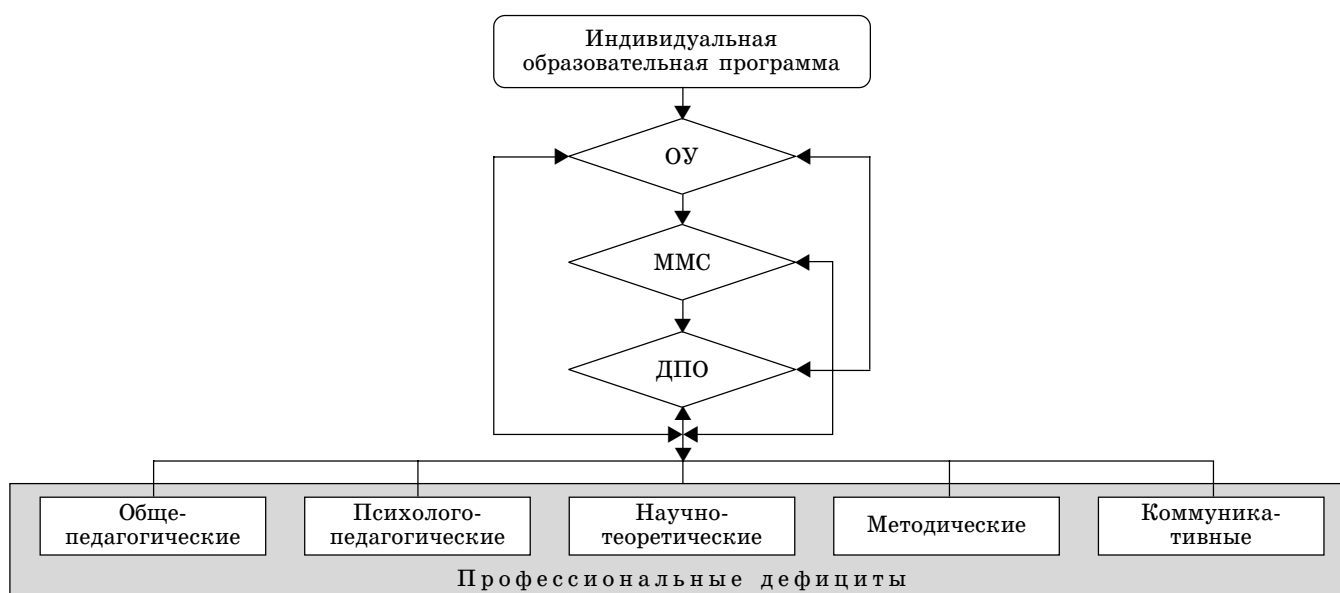 Индивидуальная
образовательная программа
ОУ
ММС
ДПО
Обще-
педагогические
Психолого-
педагогические
Научно-
теоретические
Методические
Коммуника-
тивные
Профессиональные дефициты